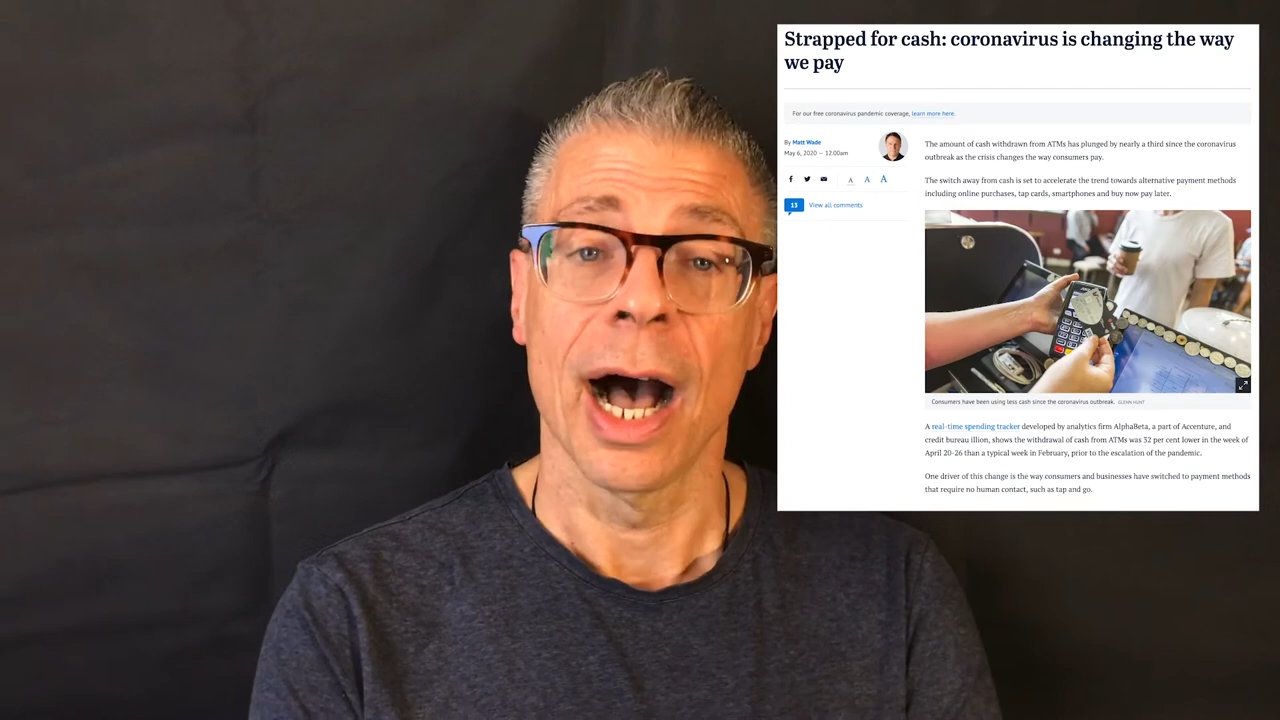 Strapped for cash: coronavirus is changing the way
we pay
For our free coronavirus pandemic coverage, learn more here.
By Matt Wade
May 6, 2020 — 12.00am
A A A
13 View all comments
The amount of cash withdrawn from ATMs has plunged by nearly a third since the coronavirus
outbreak as the crisis changes the way consumers pay.
The switch away from cash is set to accelerate the trend towards alternative payment methods
including online purchases, tap cards, smartphones and buy now pay later.
Consumers have been using less cash since the coronavirus outbreak. GLENN HUNT
A real-time spending tracker developed by analytics firm AlphaBeta, a part of Accenture, and
credit bureau illion, shows the withdrawal of cash from ATMs was 32 per cent lower in the week of
April 20-26 than a typical week in February, prior to the escalation of the pandemic.
One driver of this change is the way consumers and businesses have switched to payment methods
that require no human contact, such as tap and go.